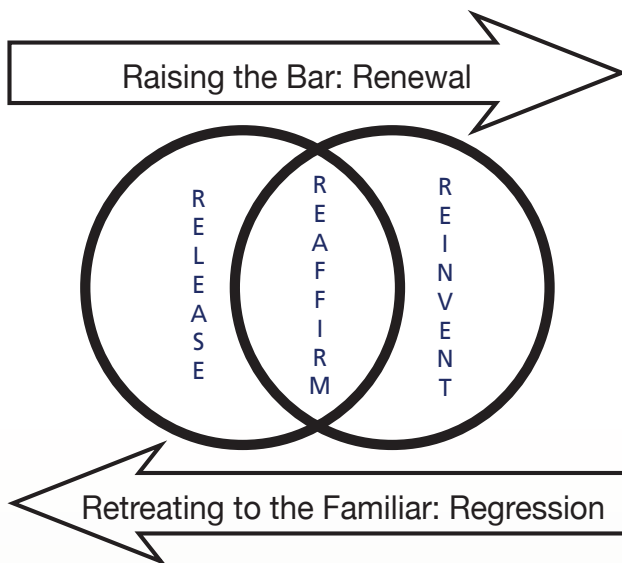 Raising the Bar: Renewal
RELEASE
REAFFIRM
REINVENT
Retreating to the Familiar: Regression